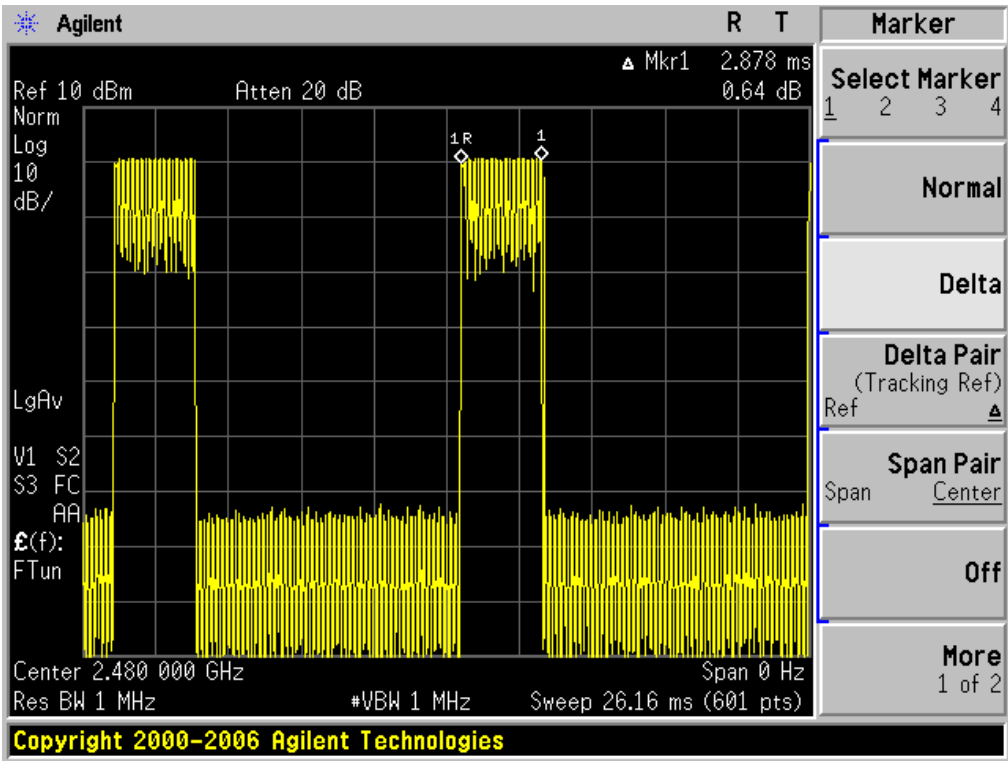 Agilent R T
Δ Mkr1 2.878 ms
Ref 10 dBm Atten 20 dB 0.64 dB
Norm
Log
10
dB/
1R 1
LgAv
V1 S2
S3 FC
AA
£(f):
FTun
Center 2.480 000 GHz Span 0 Hz
Res BW 1 MHz #VBW 1 MHz Sweep 26.16 ms (601 pts)
Copyright 2000-2006 Agilent Technologies
Marker
Select Marker
1 2 3 4
Normal
Delta
Delta Pair
(Tracking Ref)
Ref Δ
Span Pair
Span Center
Off
More
1 of 2